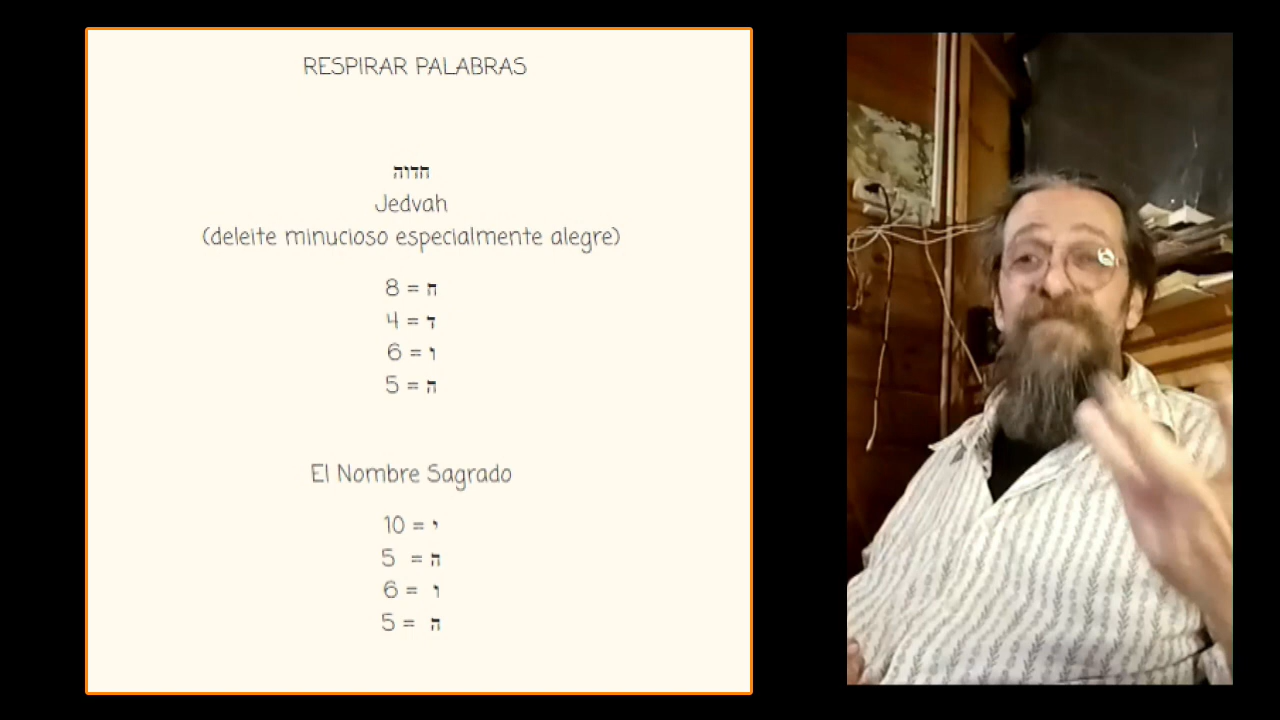 RESPIRAR PALABRAS
חדוה
Jedvah
(deleite minucioso especialmente alegre)
8 = ח
4 = ד
6 = ו
5 = ה
El Nombre Sagrado
10 = י
5 = ה
6 = ו
5 = ה